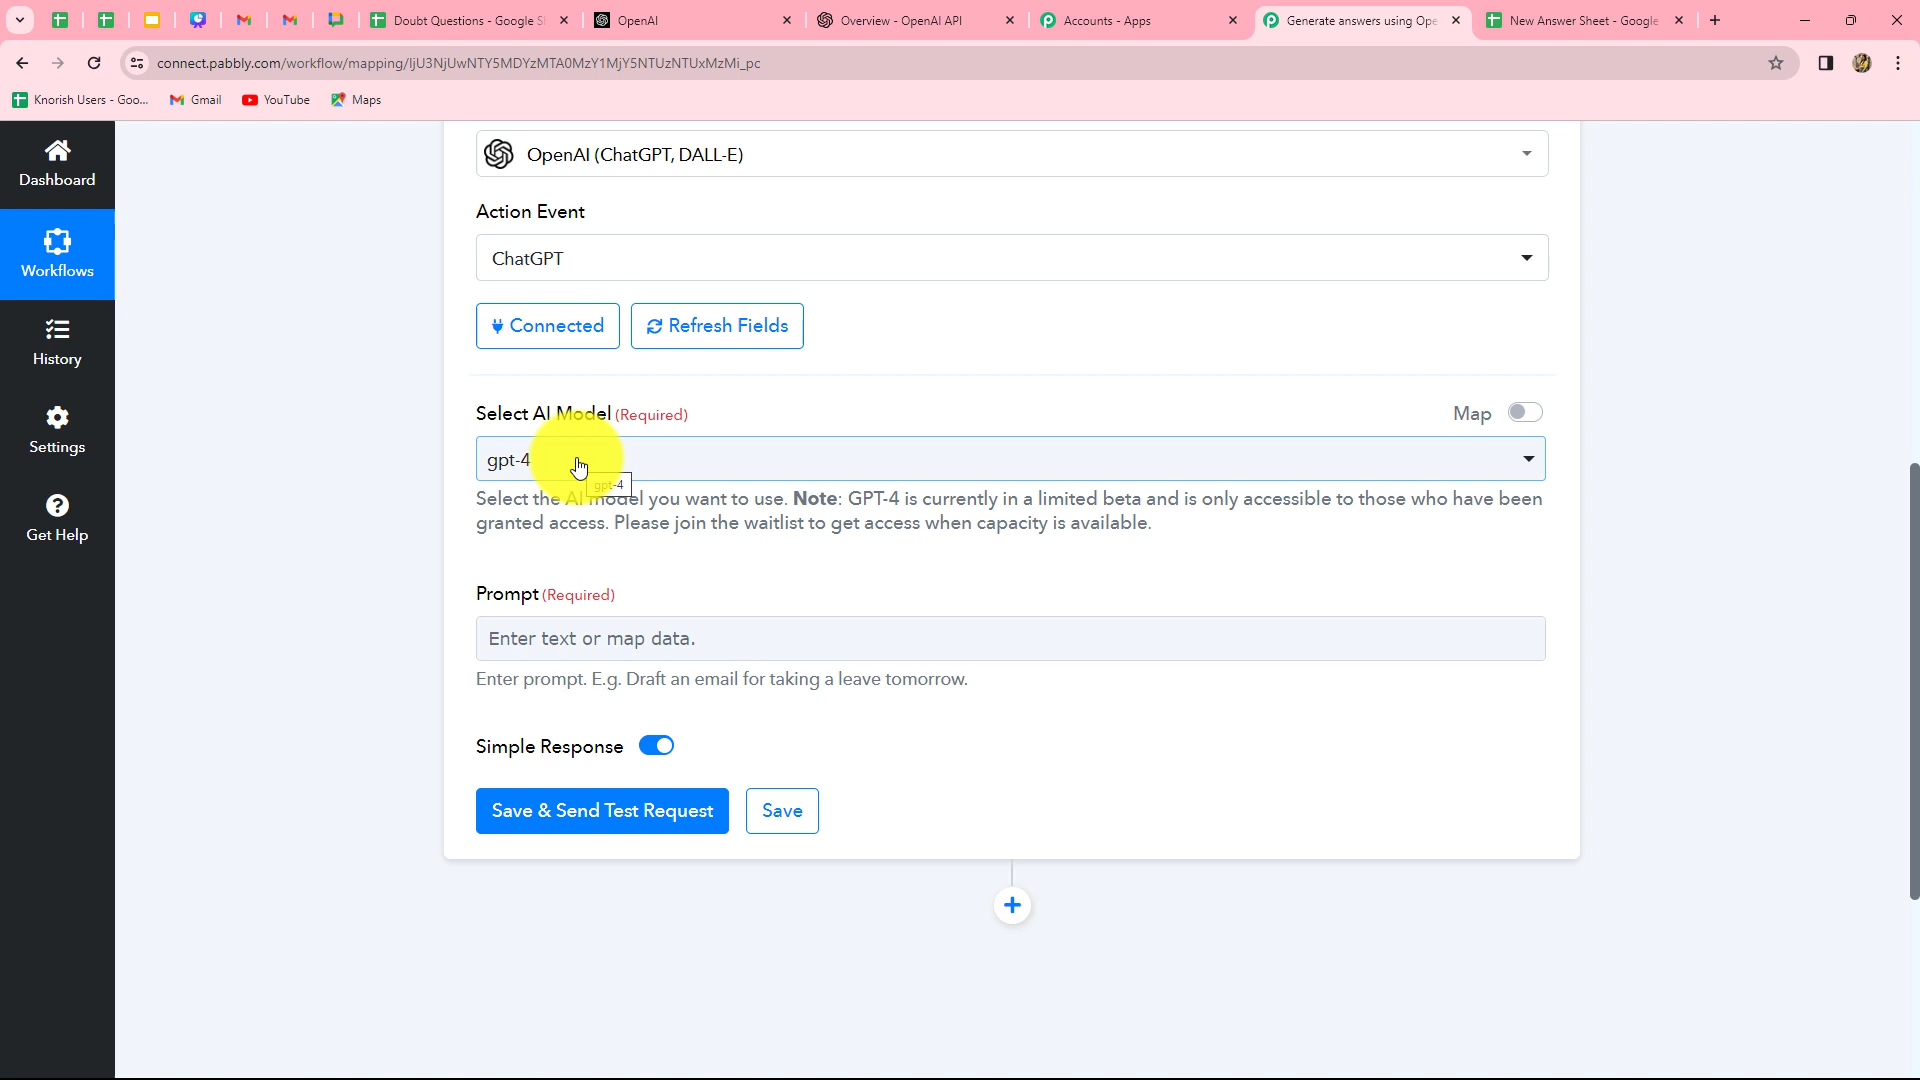 Doubt Questions - Google S
OpenAI
Overview - OpenAI API
Accounts - Apps
Generate answers using Ope
New Answer Sheet - Google
connect.pabbly.com/workflow/mapping/IjU3NjUwNTY5MDYzMTA0MzY1MjY5NTUzNTUxMzMi_pc
Knorish Users - Goo...
Gmail
YouTube
Maps
Dashboard
Workflows
History
Settings
Get Help
OpenAI (ChatGPT, DALL-E)
Action Event
ChatGPT
Connected
Refresh Fields
Select AI Model (Required)
Map
gpt-4
gpt-4
Select the AI model you want to use. Note: GPT-4 is currently in a limited beta and is only accessible to those who have been
granted access. Please join the waitlist to get access when capacity is available.
Prompt (Required)
Enter text or map data.
Enter prompt. E.g. Draft an email for taking a leave tomorrow.
Simple Response
Save & Send Test Request
Save